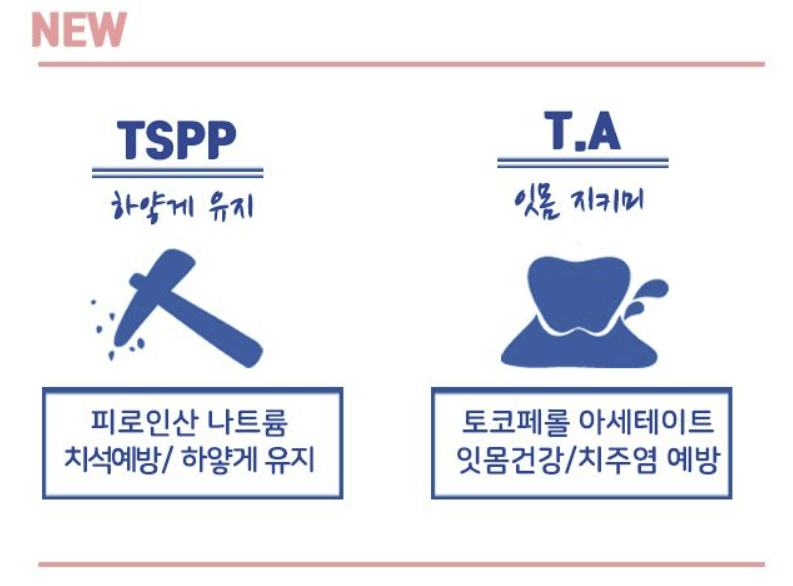 NEW
TSPP
하얗게 유지
피로인산 나트륨
치석예방/ 하얗게 유지
T.A
잇몸 지키미
토코페롤 아세테이트
잇몸건강/치주염 예방